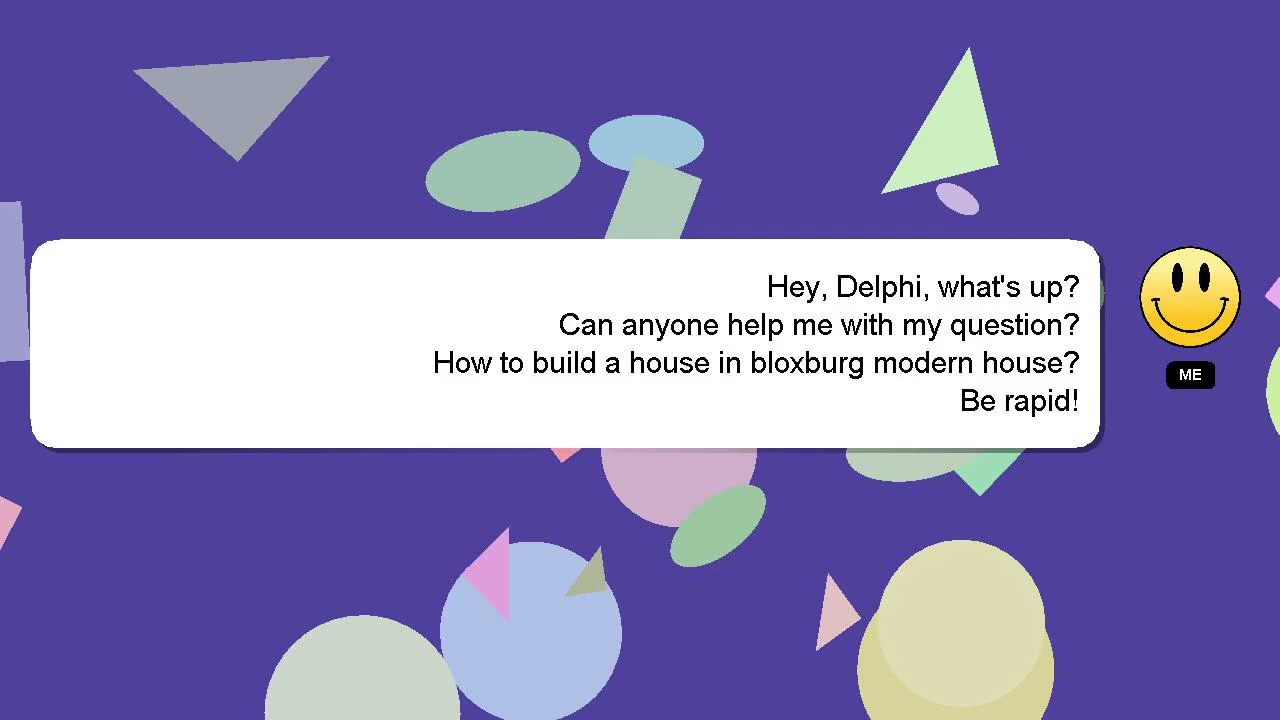 Hey, Delphi, what's up?
Can anyone help me with my question?
How to build a house in bloxburg modern house?
Be rapid!
ME